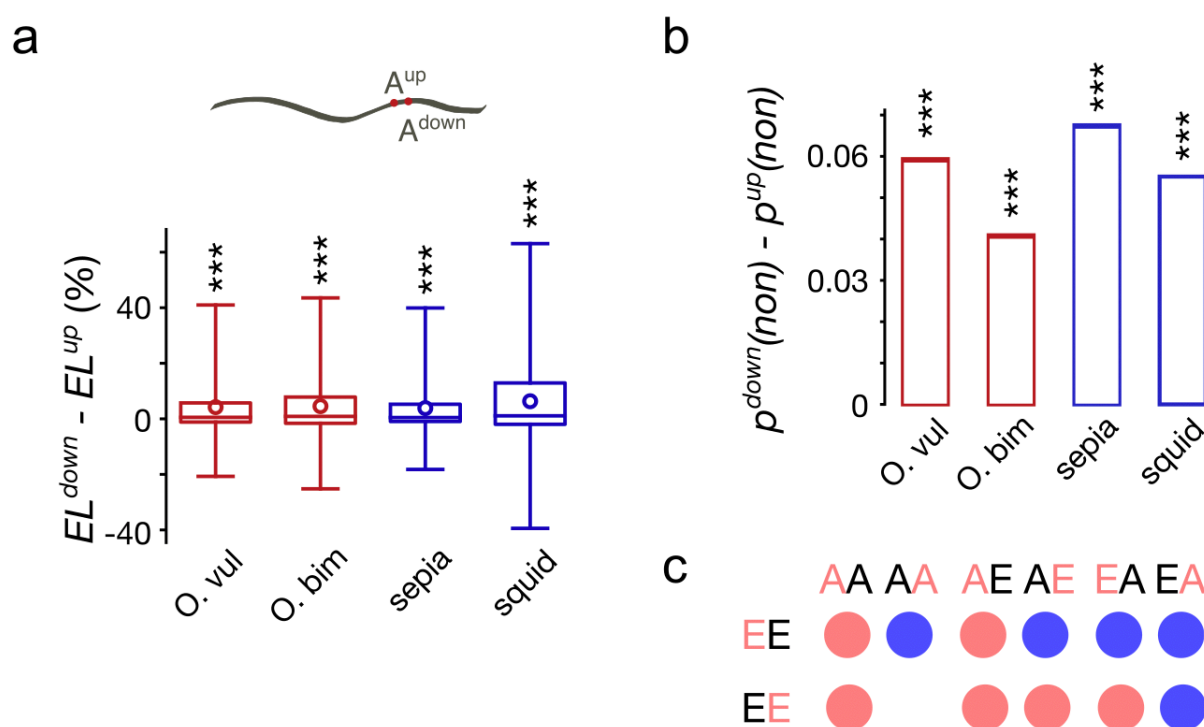 a
A^up
A^down
EL^down - EL^up (%)
40
0
-40
***
***
***
***
O. vul
O. bim
sepia
squid
b
p^down(non) - p^up(non)
0.06
0.03
0
***
***
***
***
O. vul
O. bim
sepia
squid
c
AA AA AE AE EA EA
EE
EE